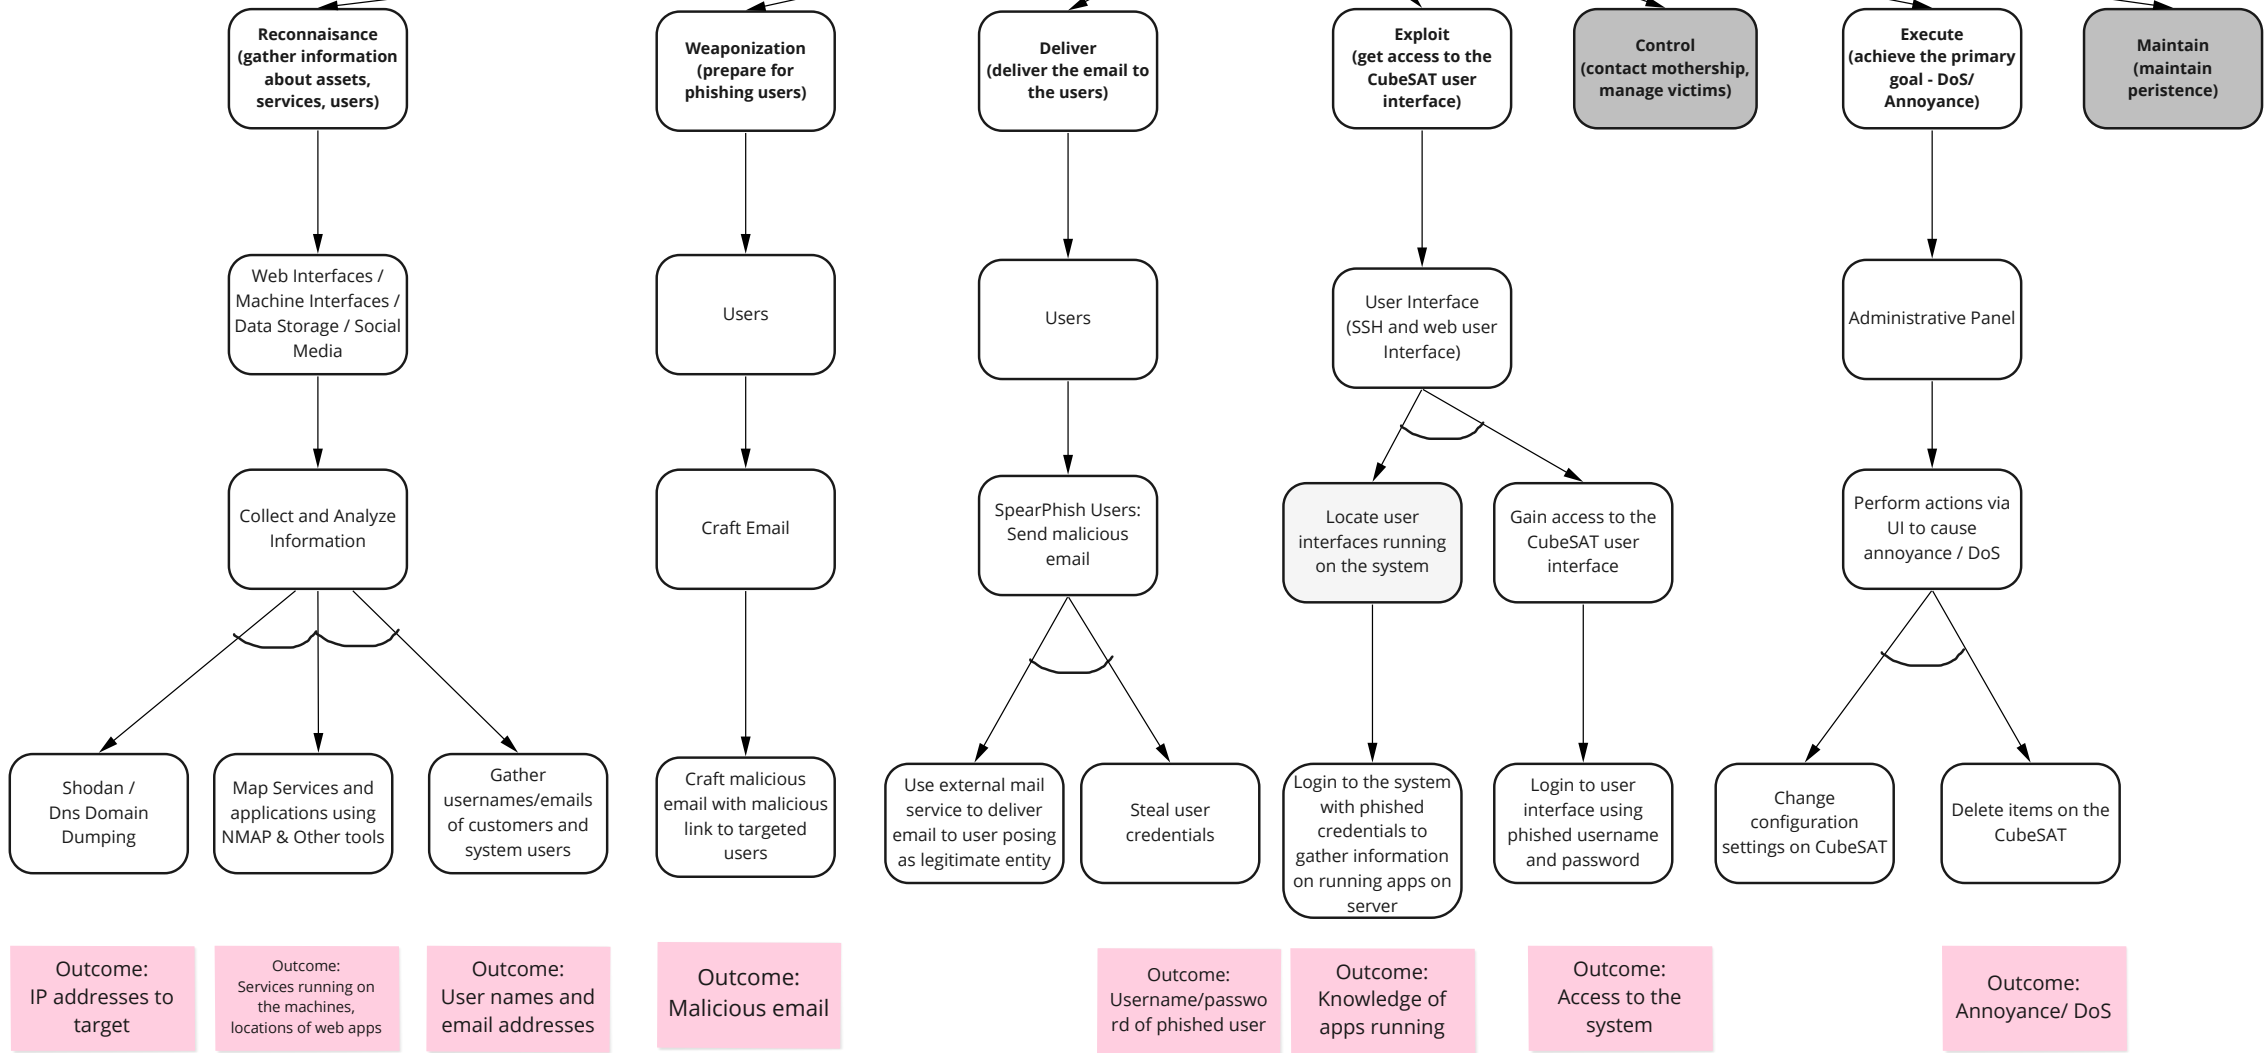 Reconnaisance
(gather information
about assets,
services, users)
Weaponization
(prepare for
phishing users)
Deliver
(deliver the email to
the users)
Exploit
(get access to the
CubeSAT user
interface)
Control
(contact mothership,
manage victims)
Execute
(achieve the primary
goal - DoS/
Annoyance)
Maintain
(maintain
peristence)
Web Interfaces /
Machine Interfaces /
Data Storage / Social
Media
Users
Users
User Interface
(SSH and web user
Interface)
Administrative Panel
Collect and Analyze
Information
Craft Email
SpearPhish Users:
Send malicious
email
Locate user
interfaces running
on the system
Gain access to the
CubeSAT user
interface
Perform actions via
UI to cause
annoyance / DoS
Shodan /
Dns Domain
Dumping
Map Services and
applications using
NMAP & Other tools
Gather
usernames/emails
of customers and
system users
Craft malicious
email with malicious
link to targeted
users
Use external mail
service to deliver
email to user posing
as legitimate entity
Steal user
credentials
Login to the system
with phished
credentials to
gather information
on running apps on
server
Login to user
interface using
phished username
and password
Change
configuration
settings on CubeSAT
Delete items on the
CubeSAT
Outcome:
IP addresses to
target
Outcome:
Services running on
the machines,
locations of web apps
Outcome:
User names and
email addresses
Outcome:
Malicious email
Outcome:
Username/passwo
rd of phished user
Outcome:
Knowledge of
apps running
Outcome:
Access to the
system
Outcome:
Annoyance/ DoS